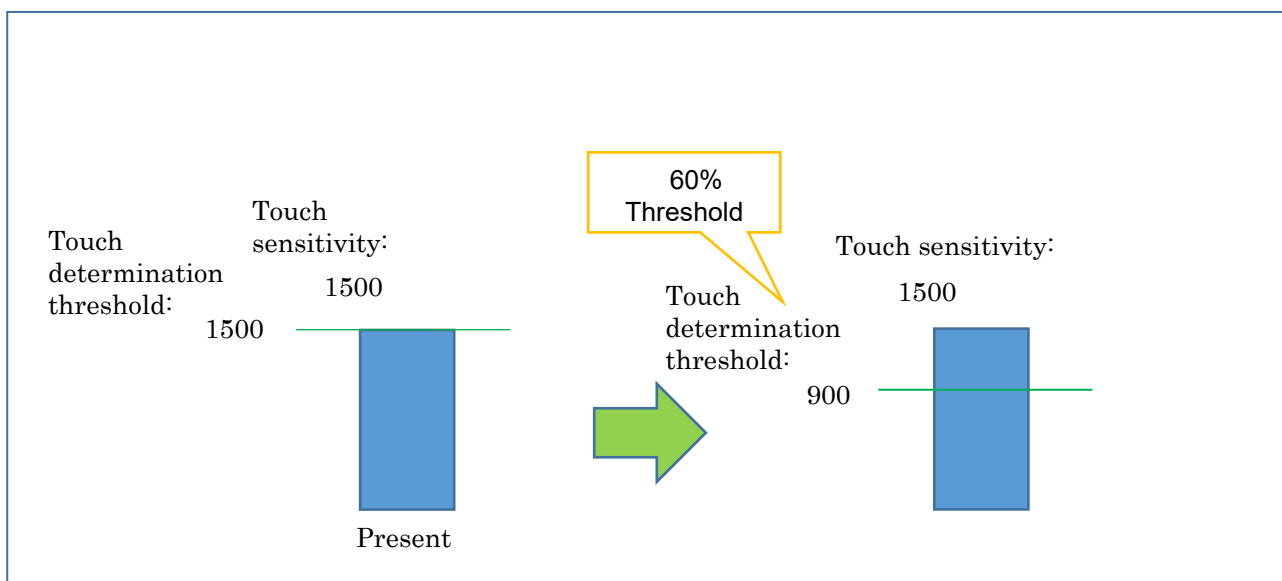 Touch
determination
threshold:
1500
Touch
sensitivity:
1500
Present
60%
Threshold
Touch
determination
threshold:
900
Touch sensitivity:
1500